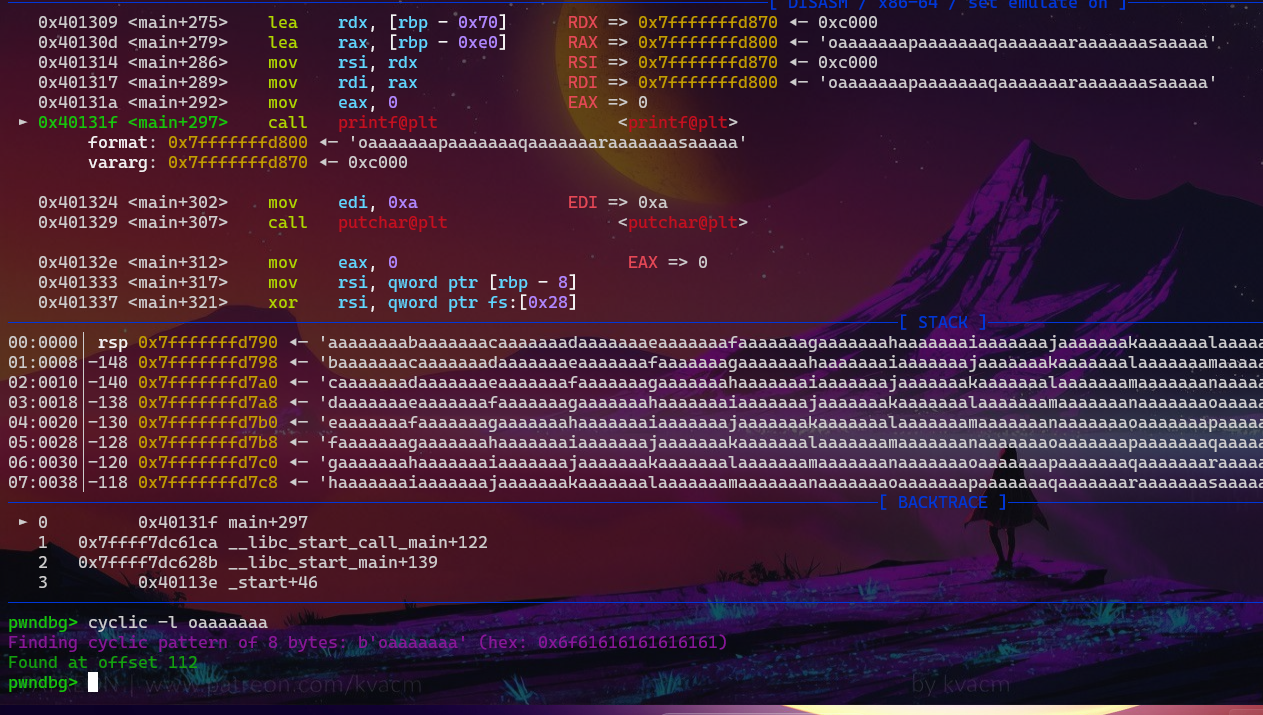 [ DISASM / x86-64 / set emulate on ]
0x401309 <main+275> lea rdx, [rbp - 0x70] RDX => 0x7fffffffd870 ◂— 0xc000
0x40130d <main+279> lea rax, [rbp - 0xe0] RAX => 0x7fffffffd800 ◂— 'oaaaaaaapaaaaaaaqaaaaaaaraaaaaaasaaaaa'
0x401314 <main+286> mov rsi, rdx RSI => 0x7fffffffd870 ◂— 0xc000
0x401317 <main+289> mov rdi, rax RDI => 0x7fffffffd800 ◂— 'oaaaaaaapaaaaaaaqaaaaaaaraaaaaaasaaaaa'
0x40131a <main+292> mov eax, 0 EAX => 0
► 0x40131f <main+297> call printf@plt <printf@plt>
format: 0x7fffffffd800 ◂— 'oaaaaaaapaaaaaaaqaaaaaaaraaaaaaasaaaaa'
vararg: 0x7fffffffd870 ◂— 0xc000
0x401324 <main+302> mov edi, 0xa EDI => 0xa
0x401329 <main+307> call putchar@plt <putchar@plt>
0x40132e <main+312> mov eax, 0 EAX => 0
0x401333 <main+317> mov rsi, qword ptr [rbp - 8]
0x401337 <main+321> xor rsi, qword ptr fs:[0x28]
[ STACK ]
00:0000│ rsp 0x7fffffffd790 ◂— 'aaaaaaaabaaaaaaacaaaaaaadaaaaaaaeaaaaaaafaaaaaaagaaaaaaahaaaaaaaiaaaaaaajaaaaaaakaaaaaaalaaaaa
01:0008│-148 0x7fffffffd798 ◂— 'baaaaaaacaaaaaaadaaaaaaaeaaaaaaafaaaaaaagaaaaaaahaaaaaaaiaaaaaaajaaaaaaakaaaaaaalaaaaaaamaaaaa
02:0010│-140 0x7fffffffd7a0 ◂— 'caaaaaaadaaaaaaaeaaaaaaafaaaaaaagaaaaaaahaaaaaaaiaaaaaaajaaaaaaakaaaaaaalaaaaaaamaaaaaaanaaaaa
03:0018│-138 0x7fffffffd7a8 ◂— 'daaaaaaaeaaaaaaafaaaaaaagaaaaaaahaaaaaaaiaaaaaaajaaaaaaakaaaaaaalaaaaaaamaaaaaaanaaaaaaaoaaaaa
04:0020│-130 0x7fffffffd7b0 ◂— 'eaaaaaaafaaaaaaagaaaaaaahaaaaaaaiaaaaaaajaaaaaaakaaaaaaalaaaaaaamaaaaaaanaaaaaaaoaaaaaaapaaaaa
05:0028│-128 0x7fffffffd7b8 ◂— 'faaaaaaagaaaaaaahaaaaaaaiaaaaaaajaaaaaaakaaaaaaalaaaaaaamaaaaaaanaaaaaaaoaaaaaaapaaaaaaaqaaaaa
06:0030│-120 0x7fffffffd7c0 ◂— 'gaaaaaaahaaaaaaaiaaaaaaajaaaaaaakaaaaaaalaaaaaaamaaaaaaanaaaaaaaoaaaaaaapaaaaaaaqaaaaaaaraaaaa
07:0038│-118 0x7fffffffd7c8 ◂— 'haaaaaaaiaaaaaaajaaaaaaakaaaaaaalaaaaaaamaaaaaaanaaaaaaaoaaaaaaapaaaaaaaqaaaaaaaraaaaaaasaaaaa
[ BACKTRACE ]
► 0 0x40131f main+297
1 0x7ffff7dc61ca __libc_start_call_main+122
2 0x7ffff7dc628b __libc_start_main+139
3 0x40113e _start+46
pwndbg> cyclic -l oaaaaaaa
Finding cyclic pattern of 8 bytes: b'oaaaaaaa' (hex: 0x6f61616161616161)
Found at offset 112
pwndbg>
| www.patreon.com/kvacm by kvacm